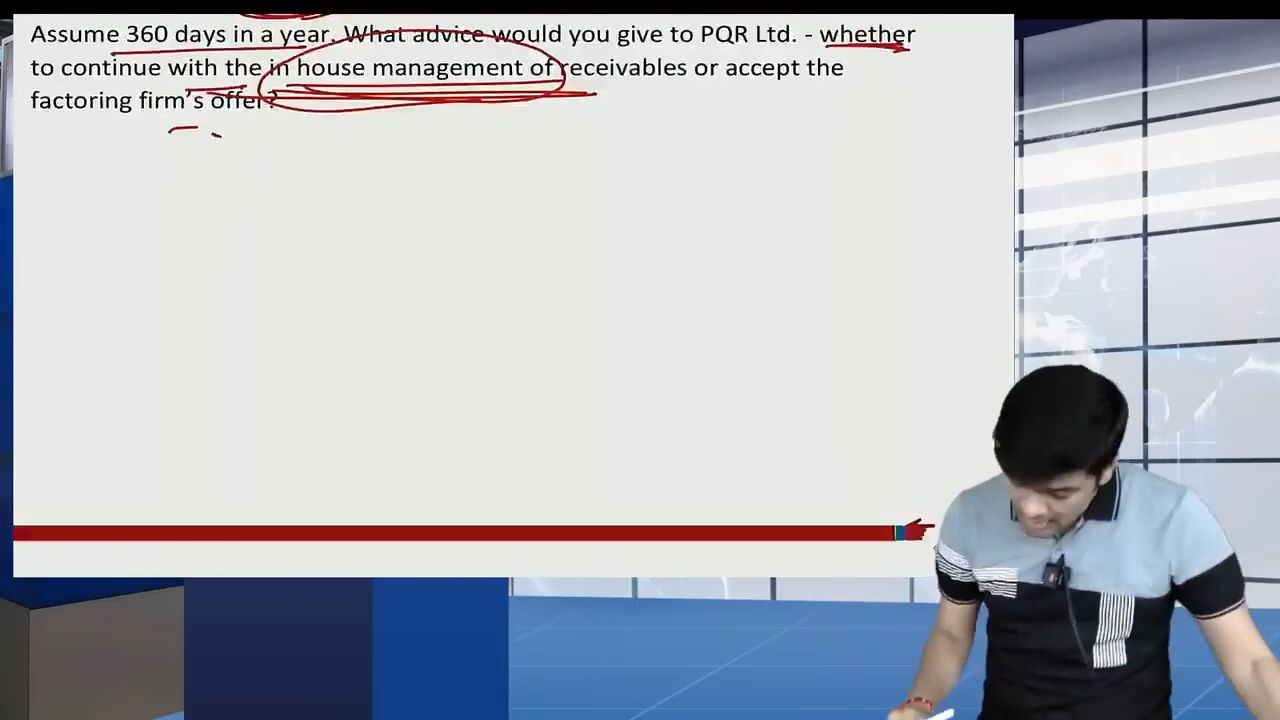 Assume 360 days in a year. What advice would you give to PQR Ltd. - whether
to continue with the in house management of receivables or accept the
factoring firm's offer?